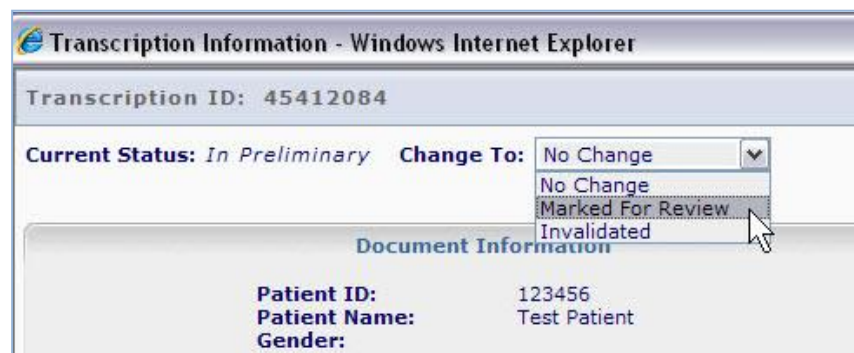 Transcription Information - Windows Internet Explorer
Transcription ID: 45412084
Current Status: In Preliminary Change To: No Change
No Change
Marked For Review
Invalidated
Document Information
Patient ID: 123456
Patient Name: Test Patient
Gender: